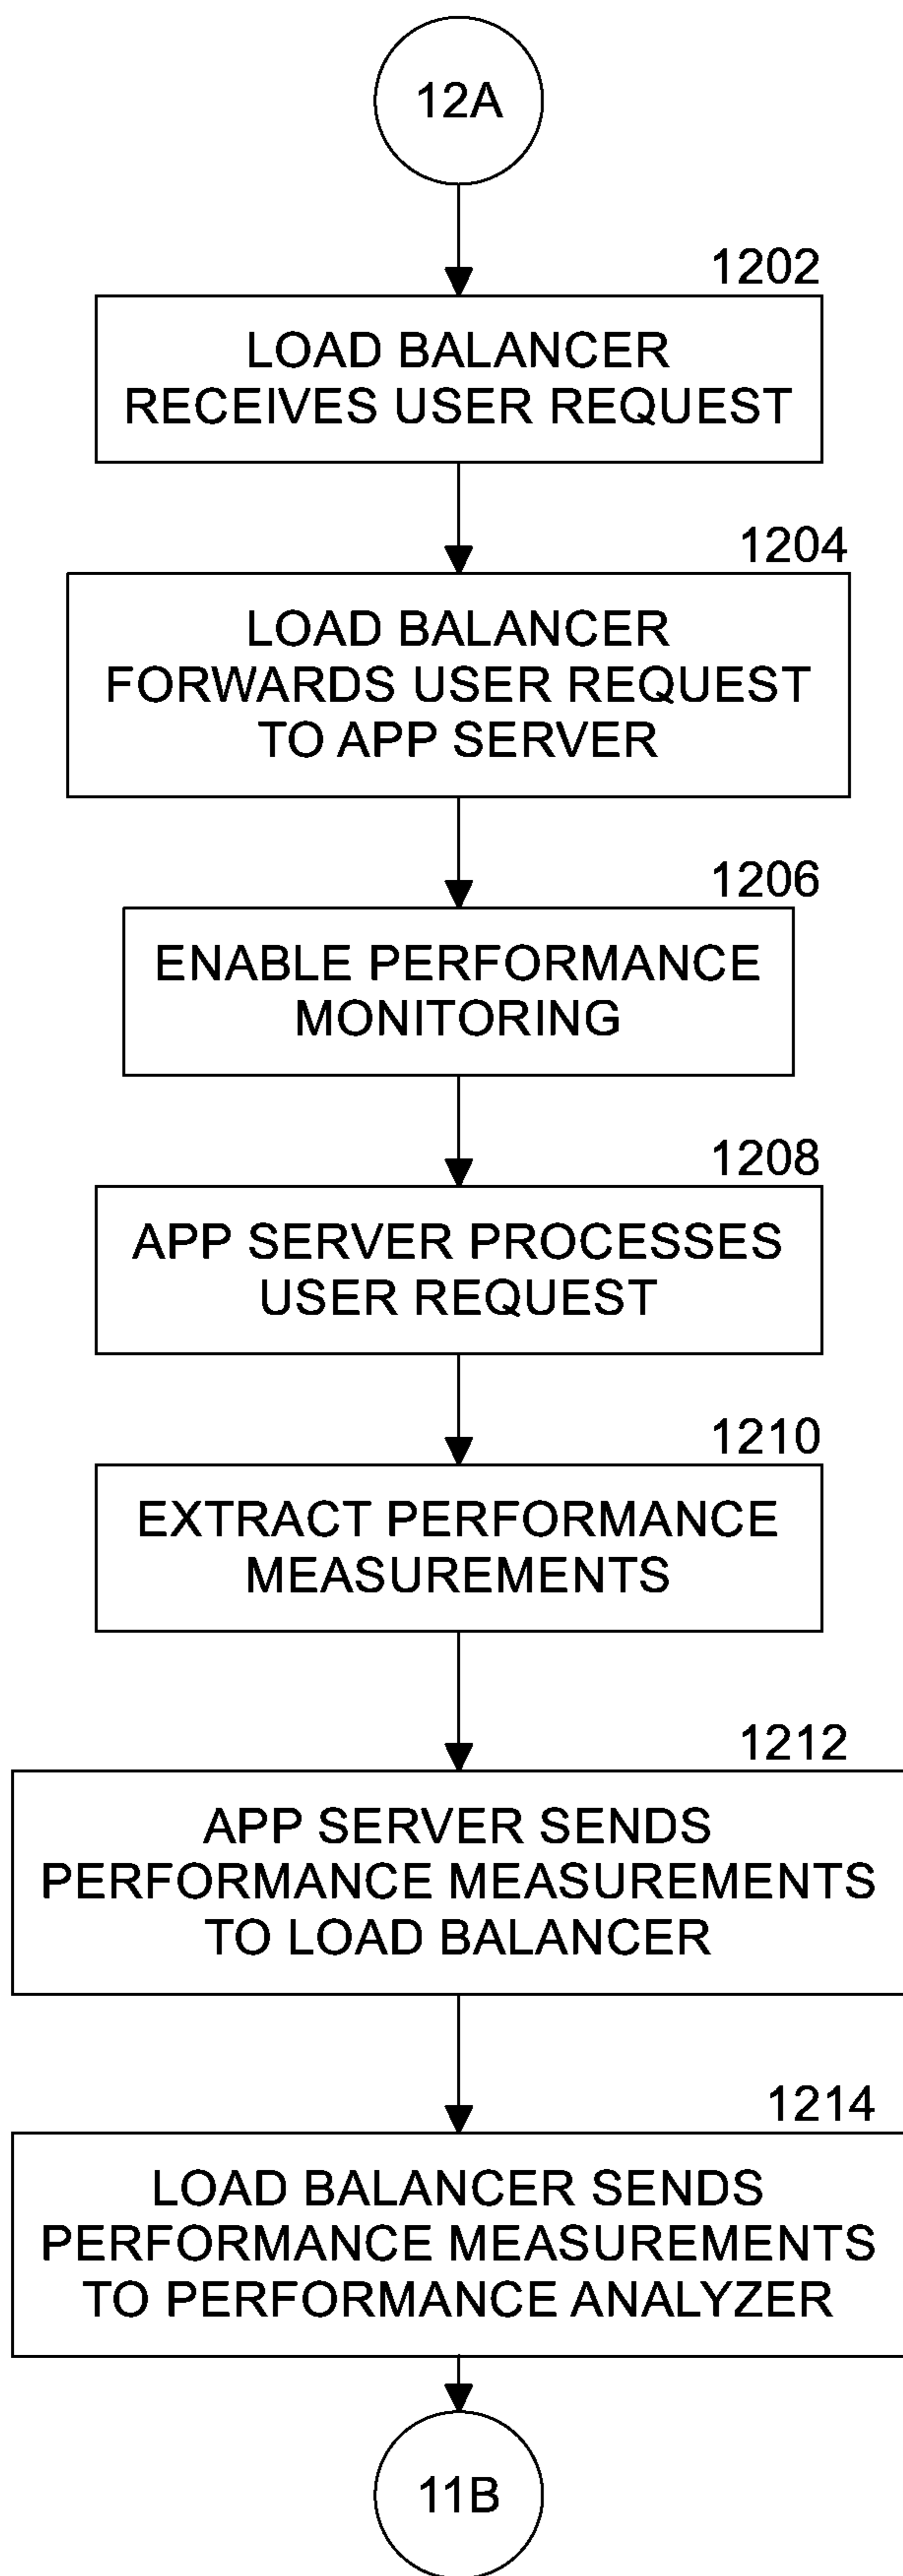 12A
1202
LOAD BALANCER
RECEIVES USER REQUEST
1204
LOAD BALANCER
FORWARDS USER REQUEST
TO APP SERVER
1206
ENABLE PERFORMANCE
MONITORING
1208
APP SERVER PROCESSES
USER REQUEST
1210
EXTRACT PERFORMANCE
MEASUREMENTS
1212
APP SERVER SENDS
PERFORMANCE MEASUREMENTS
TO LOAD BALANCER
1214
LOAD BALANCER SENDS
PERFORMANCE MEASUREMENTS
TO PERFORMANCE ANALYZER
11B